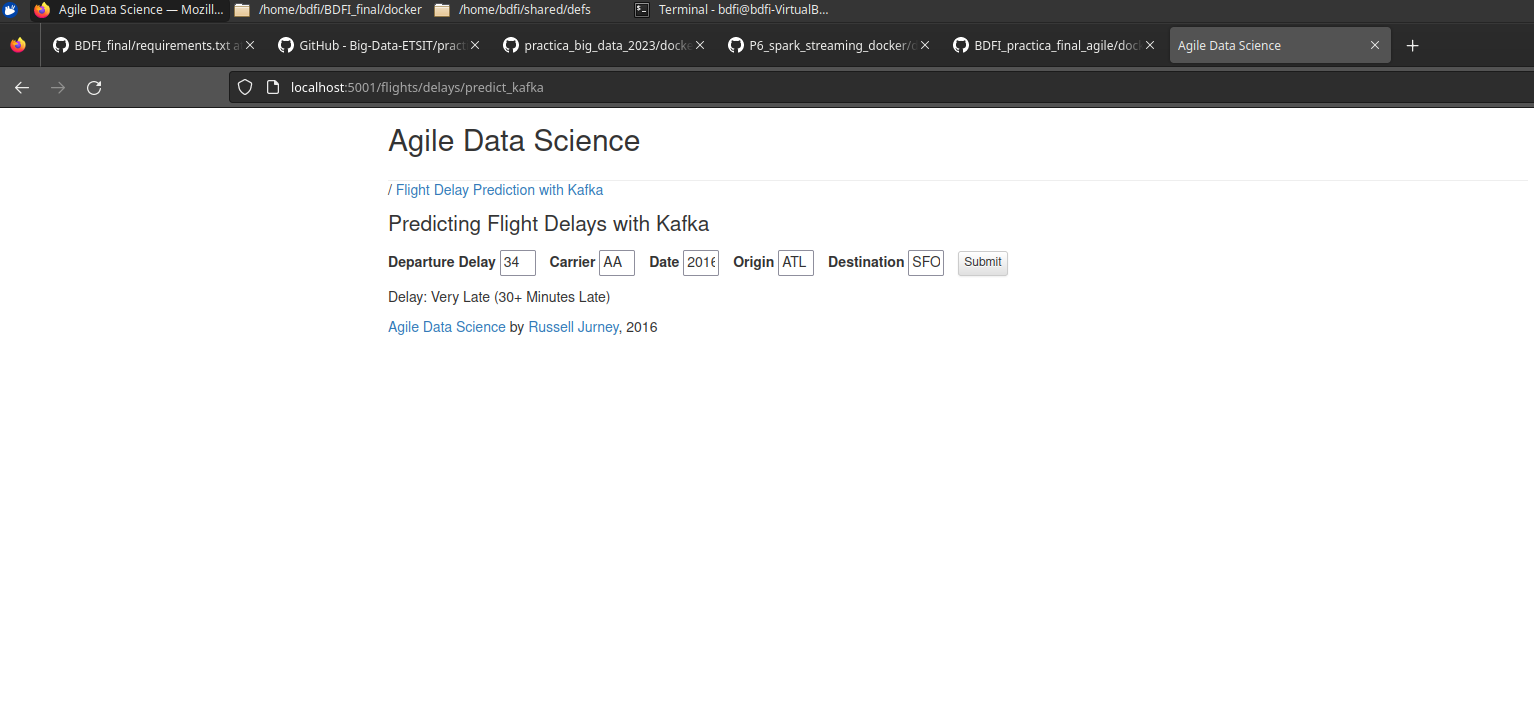 Agile Data Science — Mozill... /home/bdfi/BDFI_final/docker /home/bdfi/shared/defs Terminal - bdfi@bdfi-VirtualB...
BDFI_final/requirements.txt a GitHub - Big-Data-ETSIT/pract practica_big_data_2023/docke P6_spark_streaming_docker/d BDFI_practica_final_agile/doc Agile Data Science
localhost:5001/flights/delays/predict_kafka
Agile Data Science
/ Flight Delay Prediction with Kafka
Predicting Flight Delays with Kafka
Departure Delay 34 Carrier AA Date 2016 Origin ATL Destination SFO Submit
Delay: Very Late (30+ Minutes Late)
Agile Data Science by Russell Jurney, 2016